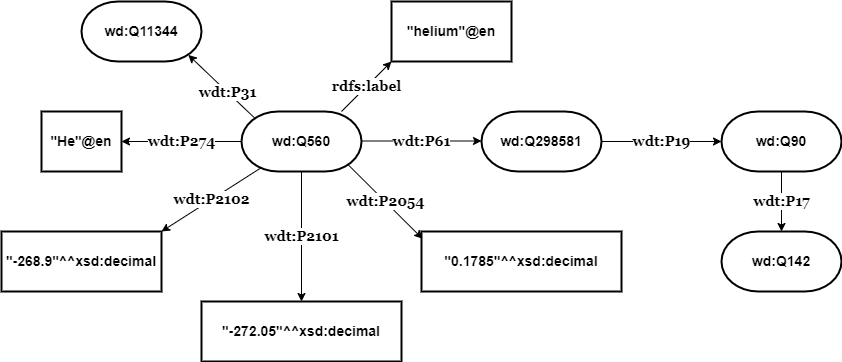 wd:Q11344
"helium"@en
wdt:P31
rdfs:label
"He"@en
wdt:P274
wd:Q560
wdt:P61
wd:Q298581
wdt:P19
wd:Q90
wdt:P2102
wdt:P2101
wdt:P2054
wdt:P17
"-268.9"^^xsd:decimal
"0.1785"^^xsd:decimal
wd:Q142
"-272.05"^^xsd:decimal